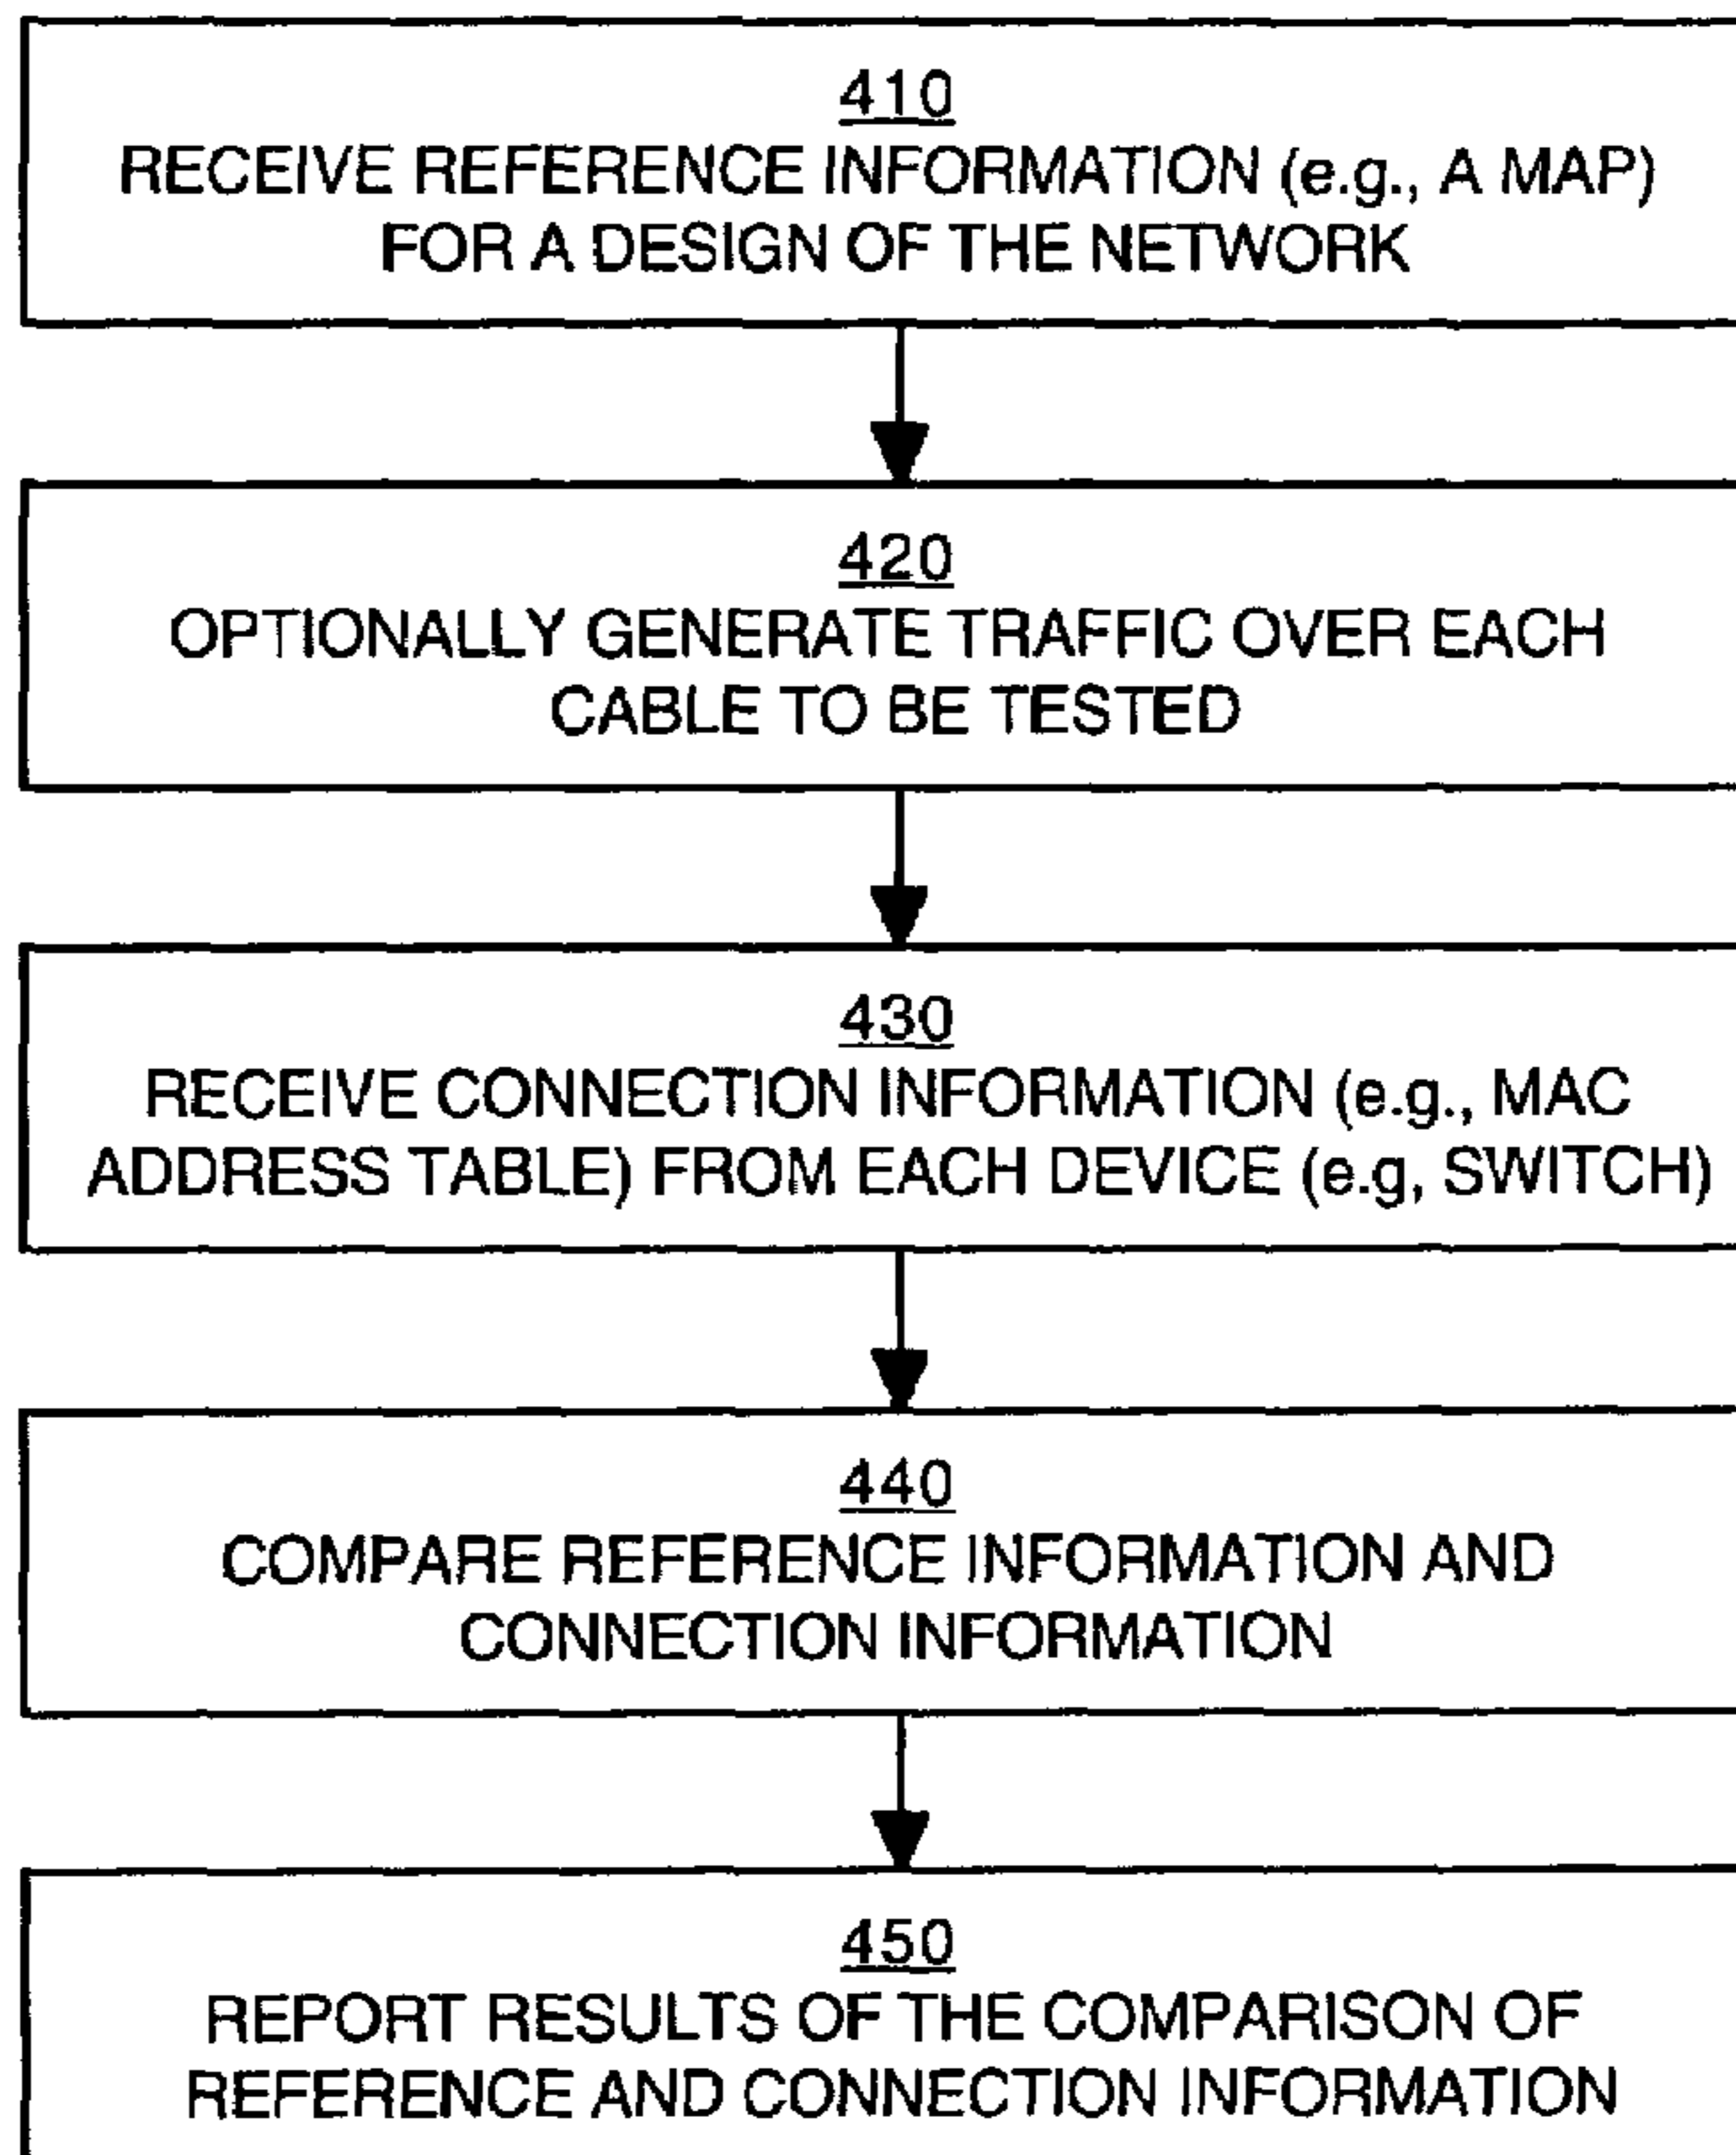 410
RECEIVE REFERENCE INFORMATION (e.g., A MAP)
FOR A DESIGN OF THE NETWORK
420
OPTIONALLY GENERATE TRAFFIC OVER EACH
CABLE TO BE TESTED
430
RECEIVE CONNECTION INFORMATION (e.g., MAC
ADDRESS TABLE) FROM EACH DEVICE (e.g, SWITCH)
440
COMPARE REFERENCE INFORMATION AND
CONNECTION INFORMATION
450
REPORT RESULTS OF THE COMPARISON OF
REFERENCE AND CONNECTION INFORMATION